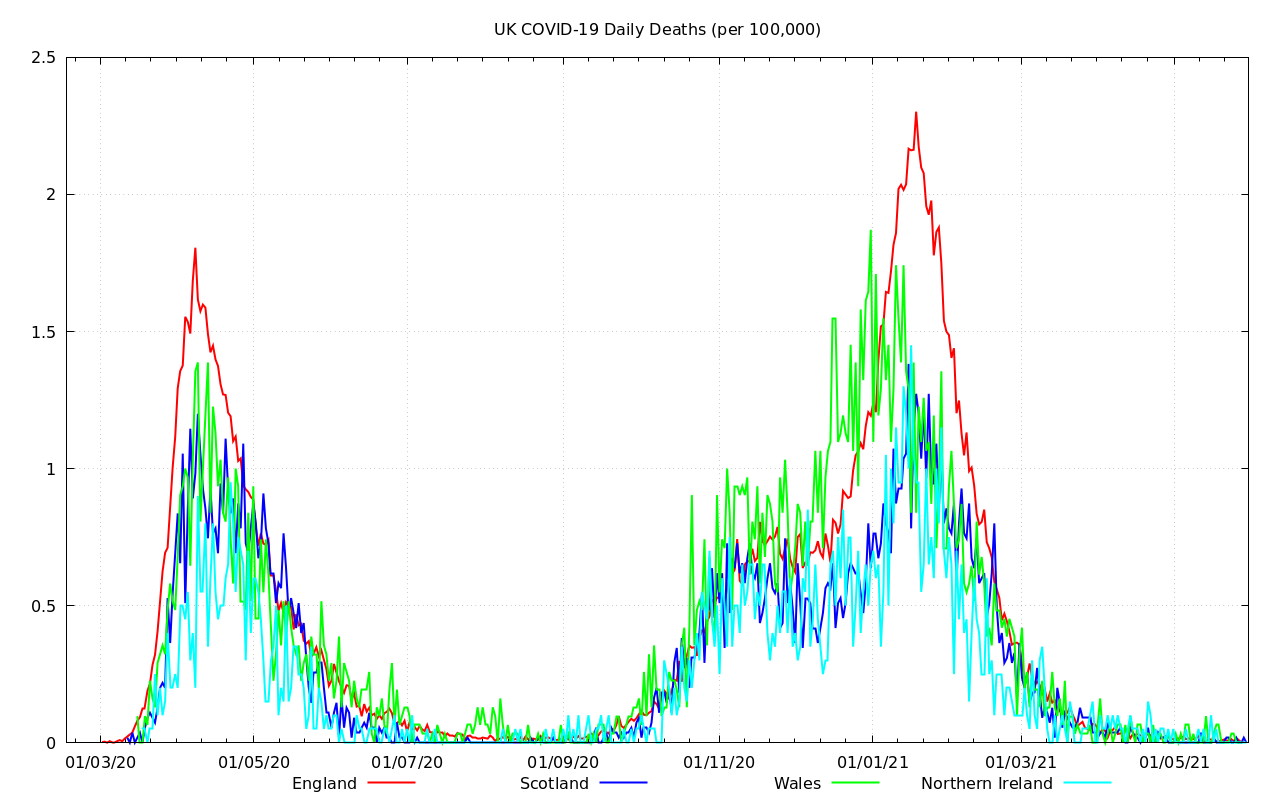 UK COVID-19 Daily Deaths (per 100,000)
2.5
2
1.5
1
0.5
0
01/03/20 01/05/20 01/07/20 01/09/20 01/11/20 01/01/21 01/03/21 01/05/21
England Scotland Wales Northern Ireland